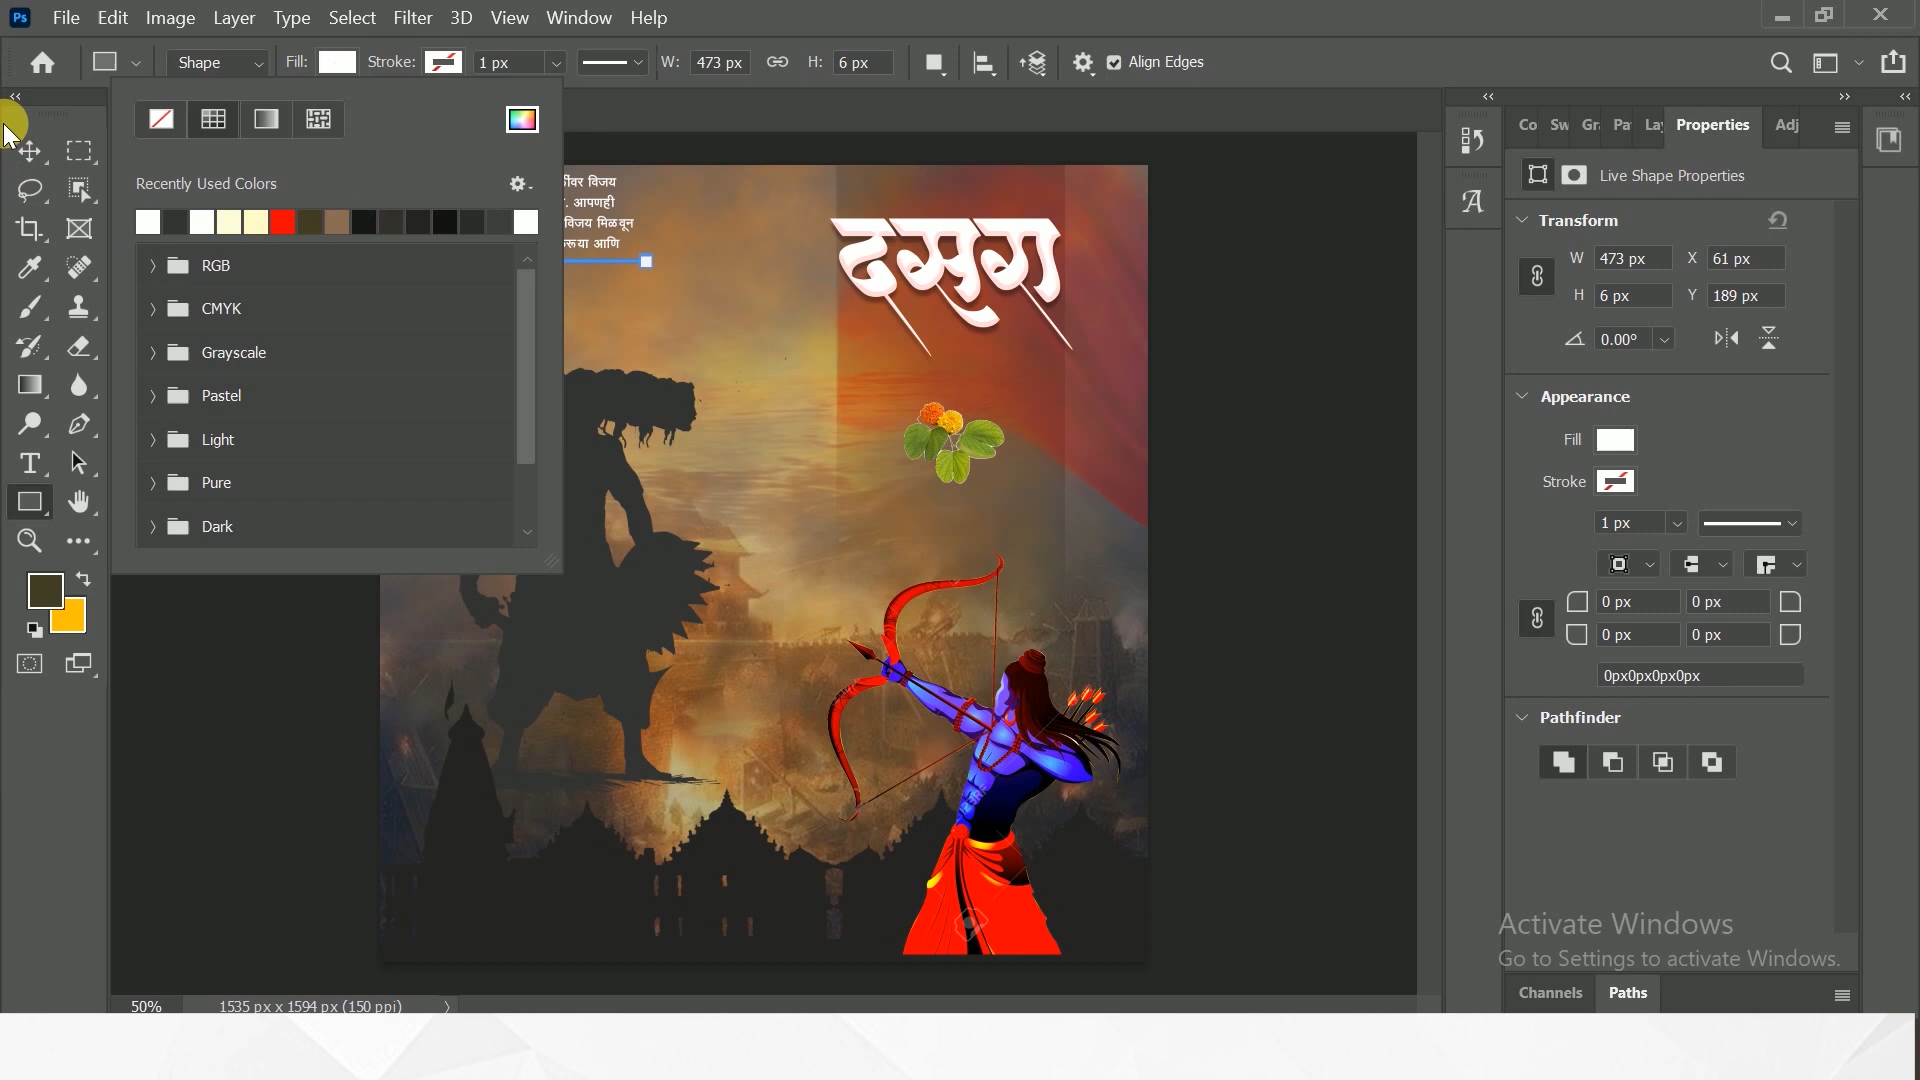 Ps File Edit Image Layer Type Select Filter 3D View Window Help
Shape Fill: Stroke: 1 px W: 473 px H: 6 px Align Edges
Co Sw Gr Pa Lay Properties Adj
Recently Used Colors
RGB
CMYK
Grayscale
Pastel
Light
Pure
Dark
विजय
. आपणही
विजय मिळवून
आणि
दसरा
Live Shape Properties
Transform
W 473 px X 61 px
H 6 px Y 189 px
0.00°
Appearance
Fill
Stroke
1 px
0 px 0 px
0 px 0 px
0px0px0px0px
Pathfinder
Activate Windows
Go to Settings to activate Windows.
Channels Paths
50% 1535 px x 1594 px (150 ppi)